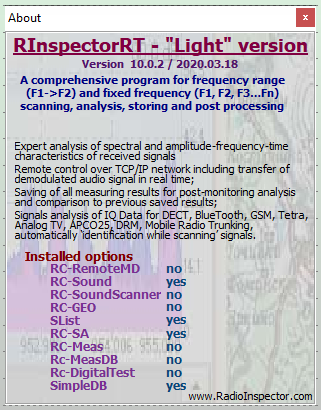 About
x
RInspectorRT - "Light" version
Version 10.0.2 / 2020.03.18
A comprehensive program for frequency range
(F1->F2) and fixed frequency (F1, F2, F3...Fn)
scanning, analysis, storing and post processing
Expert analysis of spectral and amplitude-frequency-time
characteristics of received signals
Remote control over TCP/IP network including transfer of
demodulated audio signal in real time;
Saving of all measuring results for post-monitoring analysis
and comparison to previous saved results;
Signals analysis of IQ Data for DECT, BlueTooth, GSM, Tetra,
Analog TV, APCO25, DRM, Mobile Radio Trunking,
automatically identification while scanning signals.
Installed options
RC-RemoteMD no
RC-Sound yes
RC-SoundScanner no
RC-GEO no
SList yes
RC-SA yes
Rc-Meas no
Rc-MeasDB no
Rc-DigitalTest no
SimpleDB yes
www.RadioInspector.com